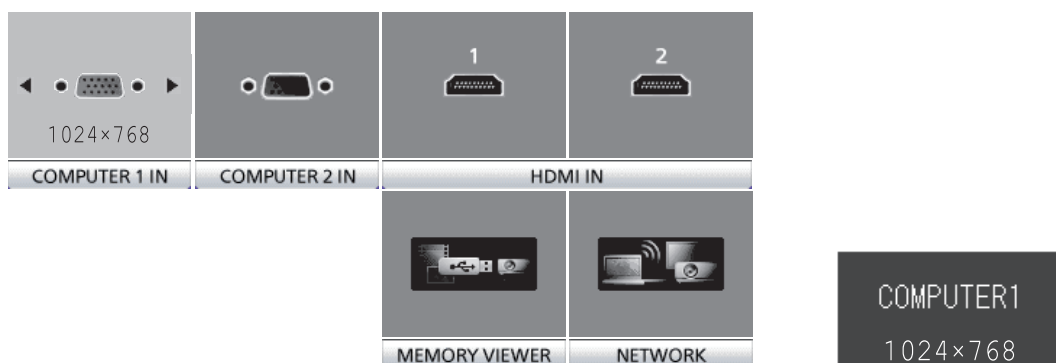 1 2
1024×768
COMPUTER 1 IN COMPUTER 2 IN HDMI IN
MEMORY VIEWER NETWORK
COMPUTER1
1024×768